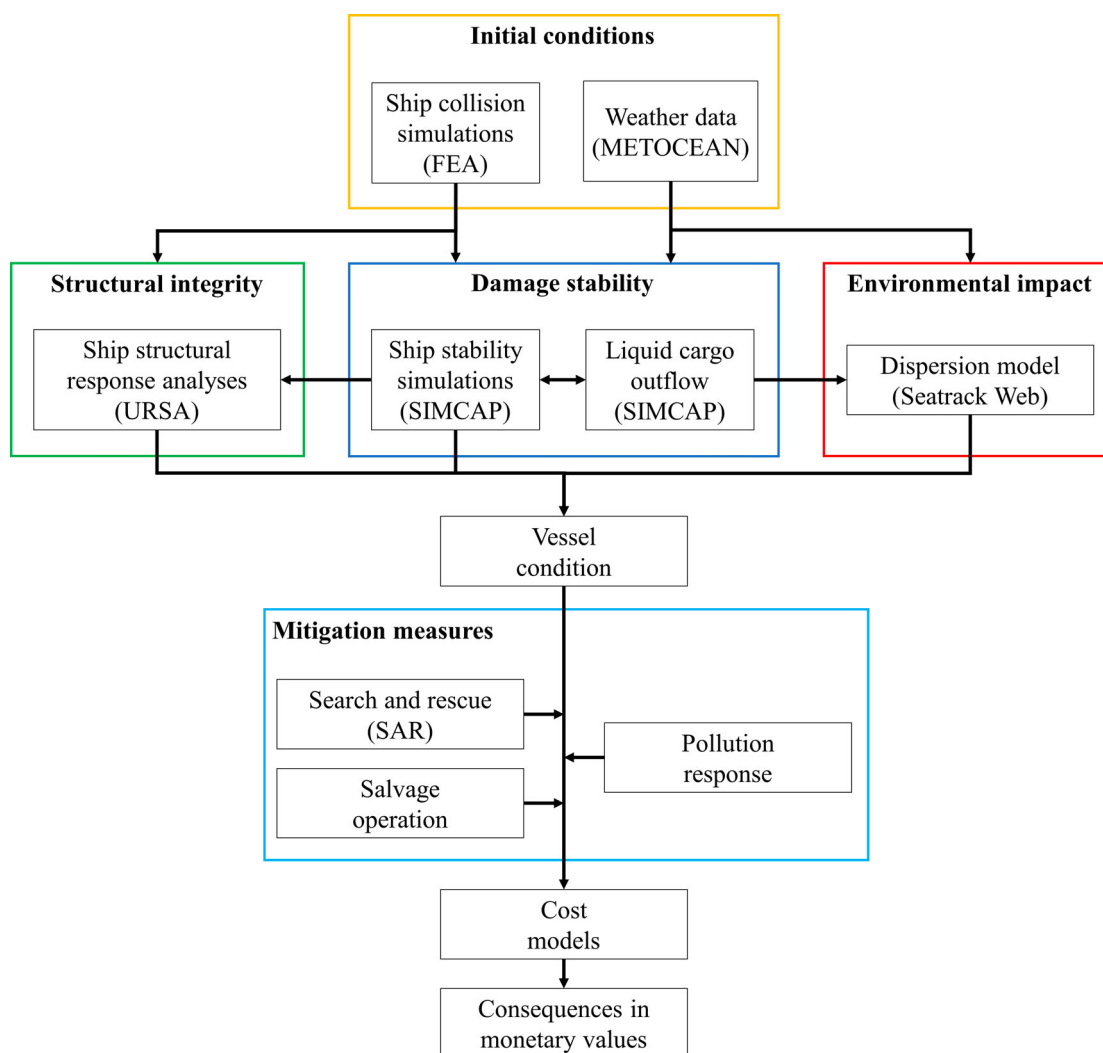 Initial conditions
Ship collision
simulations
(FEA)
Weather data
(METOCEAN)
Structural integrity
Ship structural
response analyses
(URSA)
Damage stability
Ship stability
simulations
(SIMCAP)
Liquid cargo
outflow
(SIMCAP)
Environmental impact
Dispersion model
(Seatrack Web)
Vessel
condition
Mitigation measures
Search and rescue
(SAR)
Pollution
response
Salvage
operation
Cost
models
Consequences in
monetary values